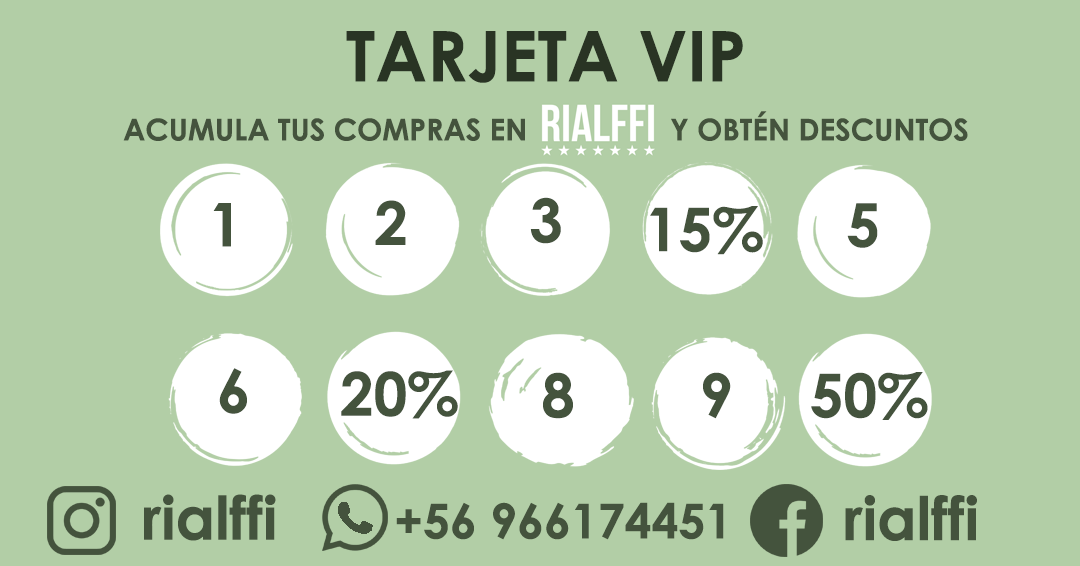 TARJETA VIP
ACUMULA TUS COMPRAS EN RIALFFI Y OBTÉN DESCUNTOS
1 2 3 15% 5
6 20% 8 9 50%
rialffi +56 966174451 rialffi